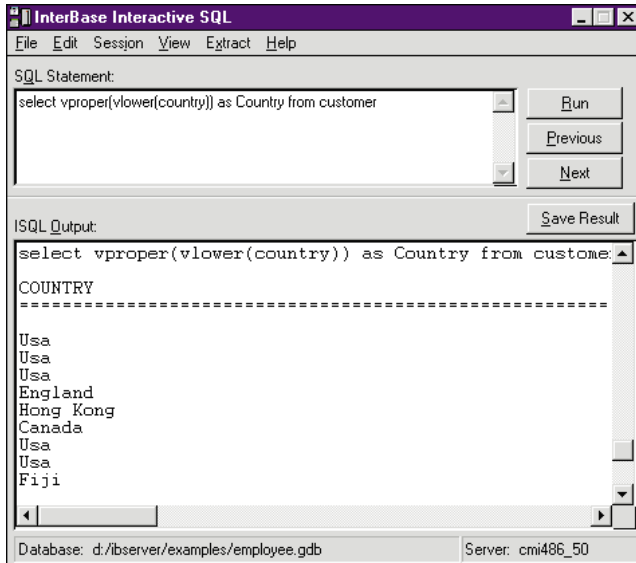 InterBase Interactive SQL
File Edit Session View Extract Help
SQL Statement:
select vproper(vlower(country)) as Country from customer
Run
Previous
Next
Save Result
ISQL Output:
select vproper(vlower(country)) as Country from custome
COUNTRY
=======================================================
Usa
Usa
Usa
England
Hong Kong
Canada
Usa
Usa
Fiji
Database: d:/ibserver/examples/employee.gdb
Server: cmi486_50